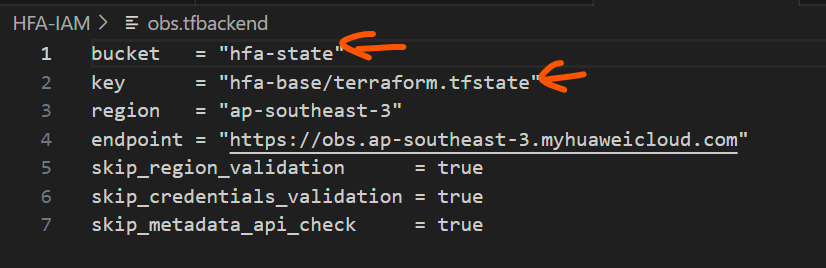 HFA-IAM > obs.tfbackend
1 bucket = "hfa-state"
2 key = "hfa-base/terraform.tfstate"
3 region = "ap-southeast-3"
4 endpoint = "https://obs.ap-southeast-3.myhuaweicloud.com"
5 skip_region_validation = true
6 skip_credentials_validation = true
7 skip_metadata_api_check = true